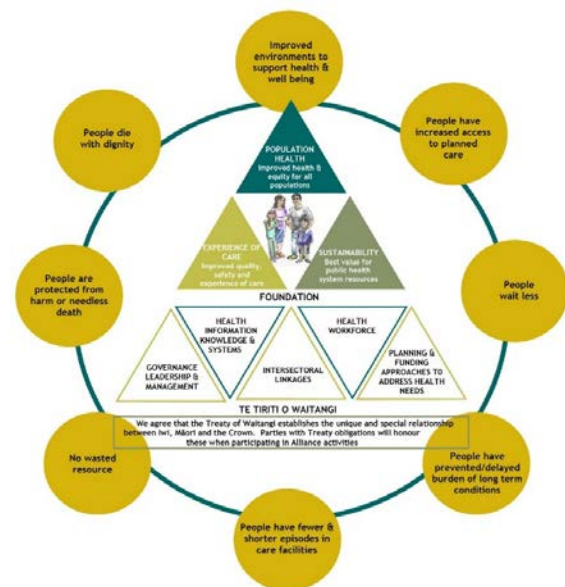 Improved
environments to
support health &
well being
People die
with dignity
People have
increased access
to planned
care
POPULATION
HEALTH
Improved health &
equity for all
populations
EXPERIENCE OF
CARE
Improved quality,
safety and
experience of care
SUSTAINABILITY
Best value for
public health
system resources
People are
protected from
harm or needless
death
People
wait less
FOUNDATION
HEALTH
INFORMATION
KNOWLEDGE &
SYSTEMS
HEALTH
WORKFORCE
GOVERNANCE
LEADERSHIP &
MANAGEMENT
INTERSECTORAL
LINKAGES
PLANNING &
FUNDING
APPROACHES TO
ADDRESS HEALTH
NEEDS
TE TIRITI O WAITANGI
We agree that the Treaty of Waitangi establishes the unique and special relationship
between iwi, Māori and the Crown. Parties with Treaty obligations will honour
these when participating in Alliance activities
No wasted
resource
People have
prevented/delayed
burden of long term
conditions
People have fewer &
shorter episodes in
care facilities